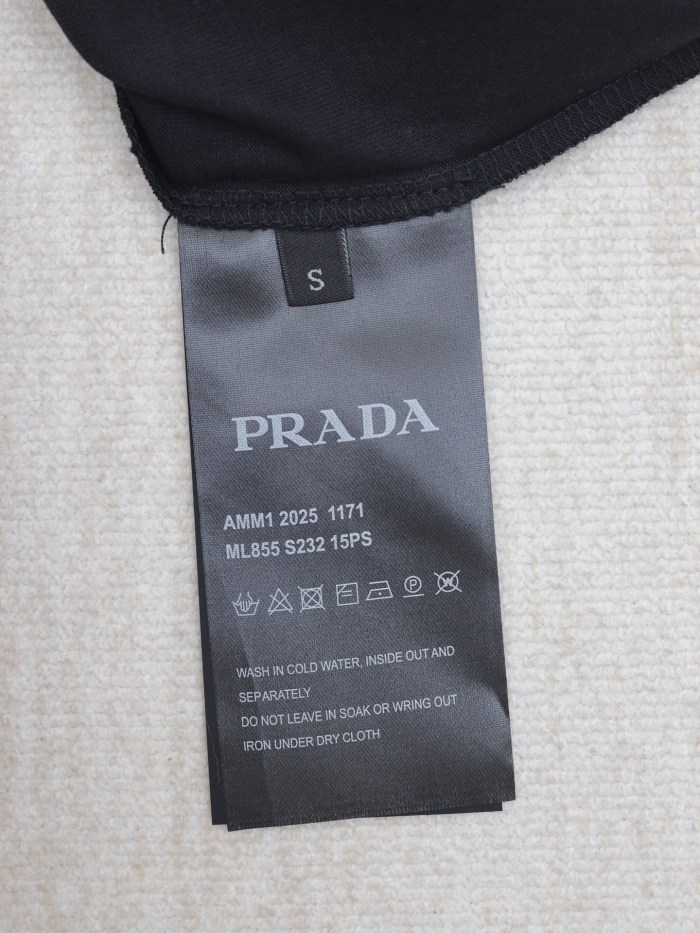 S
PRADA
AMM1 2025 1171
ML855 S232 15PS
P W
WASH IN COLD WATER, INSIDE OUT AND
SEPARATELY
DO NOT LEAVE IN SOAK OR WRING OUT
IRON UNDER DRY CLOTH